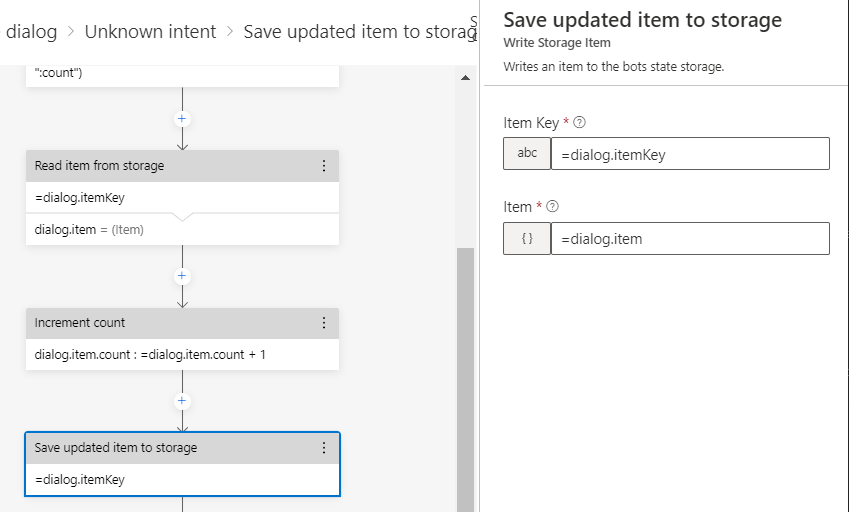 dialog > Unknown intent > Save updated item to storag
":count")
Read item from storage
=dialog.itemKey
dialog.item = (Item)
Increment count
dialog.item.count : =dialog.item.count + 1
Save updated item to storage
=dialog.itemKey
Save updated item to storage
Write Storage Item
Writes an item to the bots state storage.
Item Key * ?
abc =dialog.itemKey
Item * ?
{ } =dialog.item